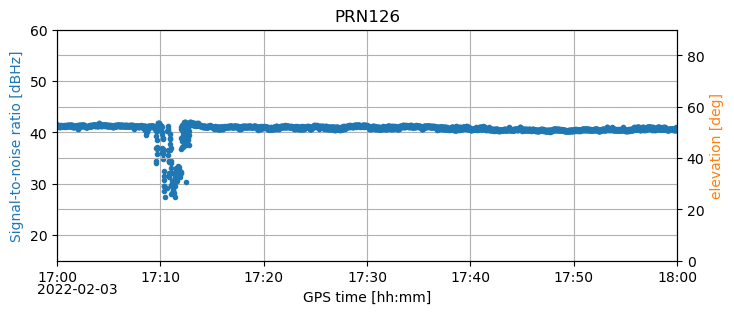 PRN126
Signal-to-noise ratio [dBHz]
60
50
40
30
20
80
60
40
20
0
elevation [deg]
17:00 17:10 17:20 17:30 17:40 17:50 18:00
2022-02-03
GPS time [hh:mm]